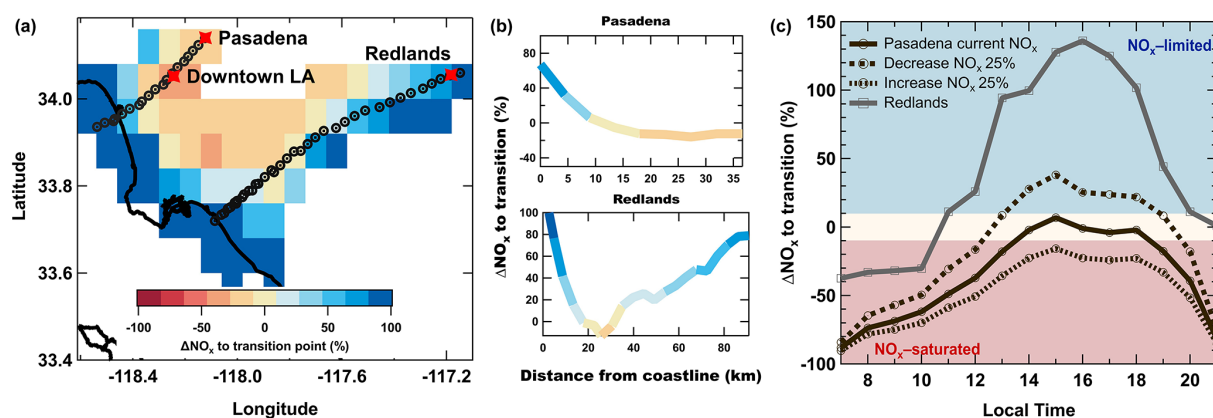 (a)
Pasadena
Redlands
Downtown LA
34.0
33.8
33.6
33.4
Latitude
-100 -50 0 50 100
ΔNOx to transition point (%)
-118.4 -118.0 -117.6 -117.2
Longitude
(b)
Pasadena
80
40
0
-40
0 5 10 15 20 25 30 35
ΔNOx to transition (%)
Redlands
100
80
60
40
20
0
0 20 40 60 80
Distance from coastline (km)
(c)
150
100
50
0
-50
-100
ΔNOx to transition (%)
Pasadena current NOx
Decrease NOx 25%
Increase NOx 25%
Redlands
NOx–limited
NOx–saturated
8 10 12 14 16 18 20
Local Time